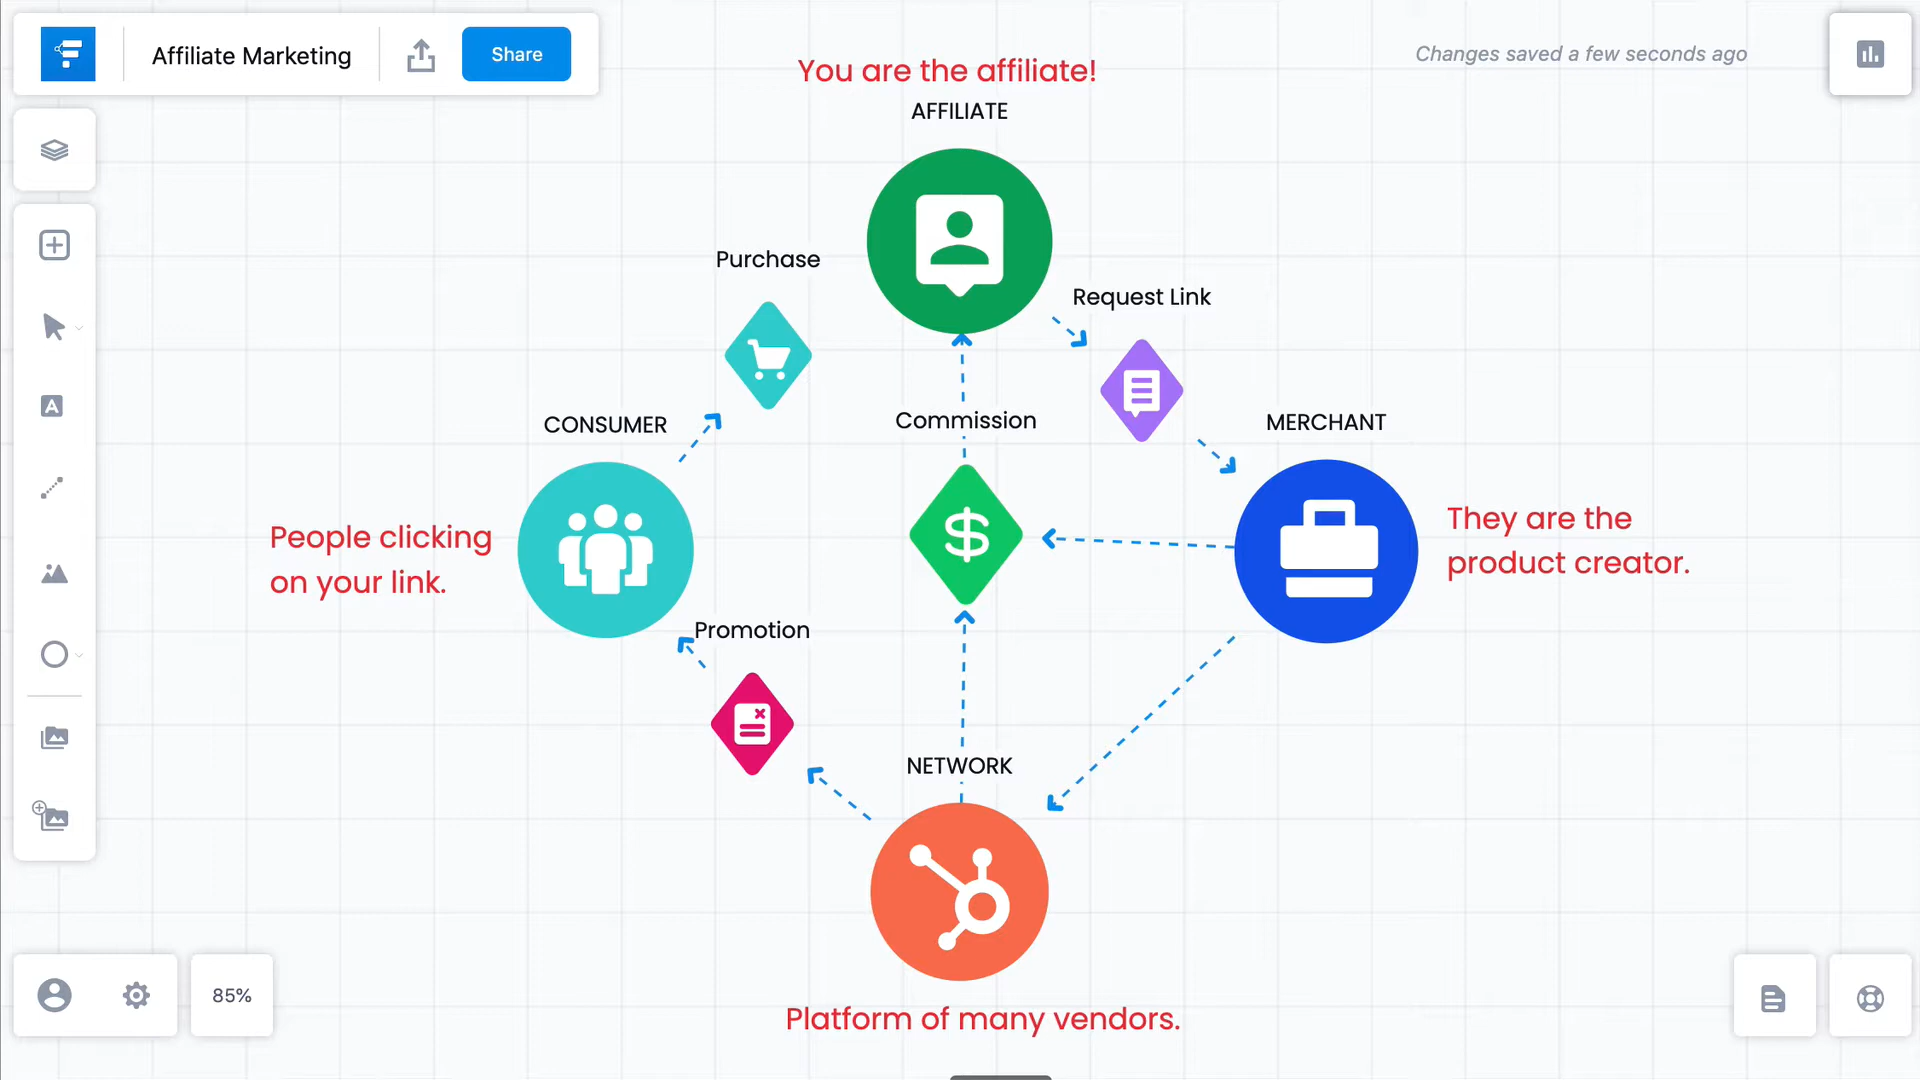 Affiliate Marketing
Share
You are the affiliate!
Changes saved a few seconds ago
AFFILIATE
Purchase
Request Link
Commission
CONSUMER
MERCHANT
A
$
They are the
product creator.
People clicking
on your link.
Promotion
NETWORK
85%
Platform of many vendors.